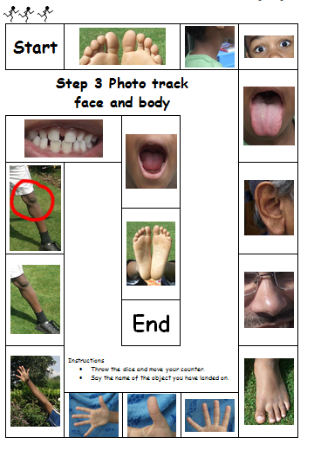 Start
Step 3 Photo track
face and body
End
Instructions
Throw the dice and move your counter.
Say the name of the object you have landed on.